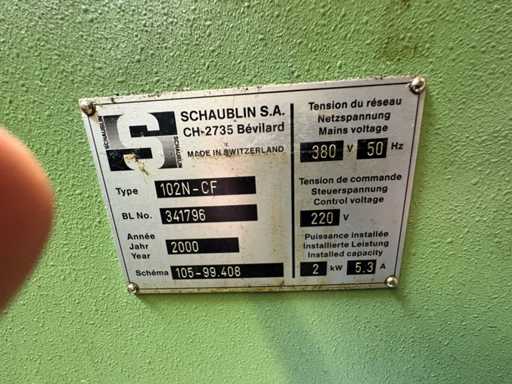 SCHAUBLIN
S
SCHAUBLIN
SCHAUBLIN S.A.
CH-2735 Bévilard
MADE IN SWITZERLAND
Type 102N-CF
BL No. 341796
Année
Jahr
Year 2000
Schéma 105-99.408
Tension du réseau
Netzspannung
Mains voltage
380 V 50 Hz
Tension de commande
Steuerspannung
Control voltage
220 V
Puissance installée
Installierte Leistung
Installed capacity
2 kW 5.3 A